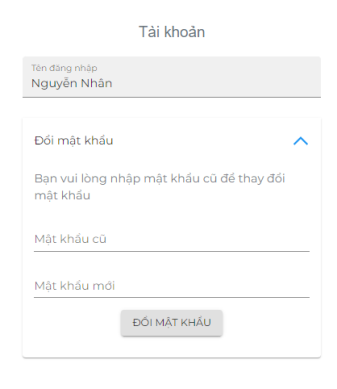 Tài khoản
Tên đăng nhập
Nguyễn Nhân
Đổi mật khẩu
Bạn vui lòng nhập mật khẩu cũ để thay đổi
mật khẩu
Mật khẩu cũ
Mật khẩu mới
ĐỔI MẬT KHẨU